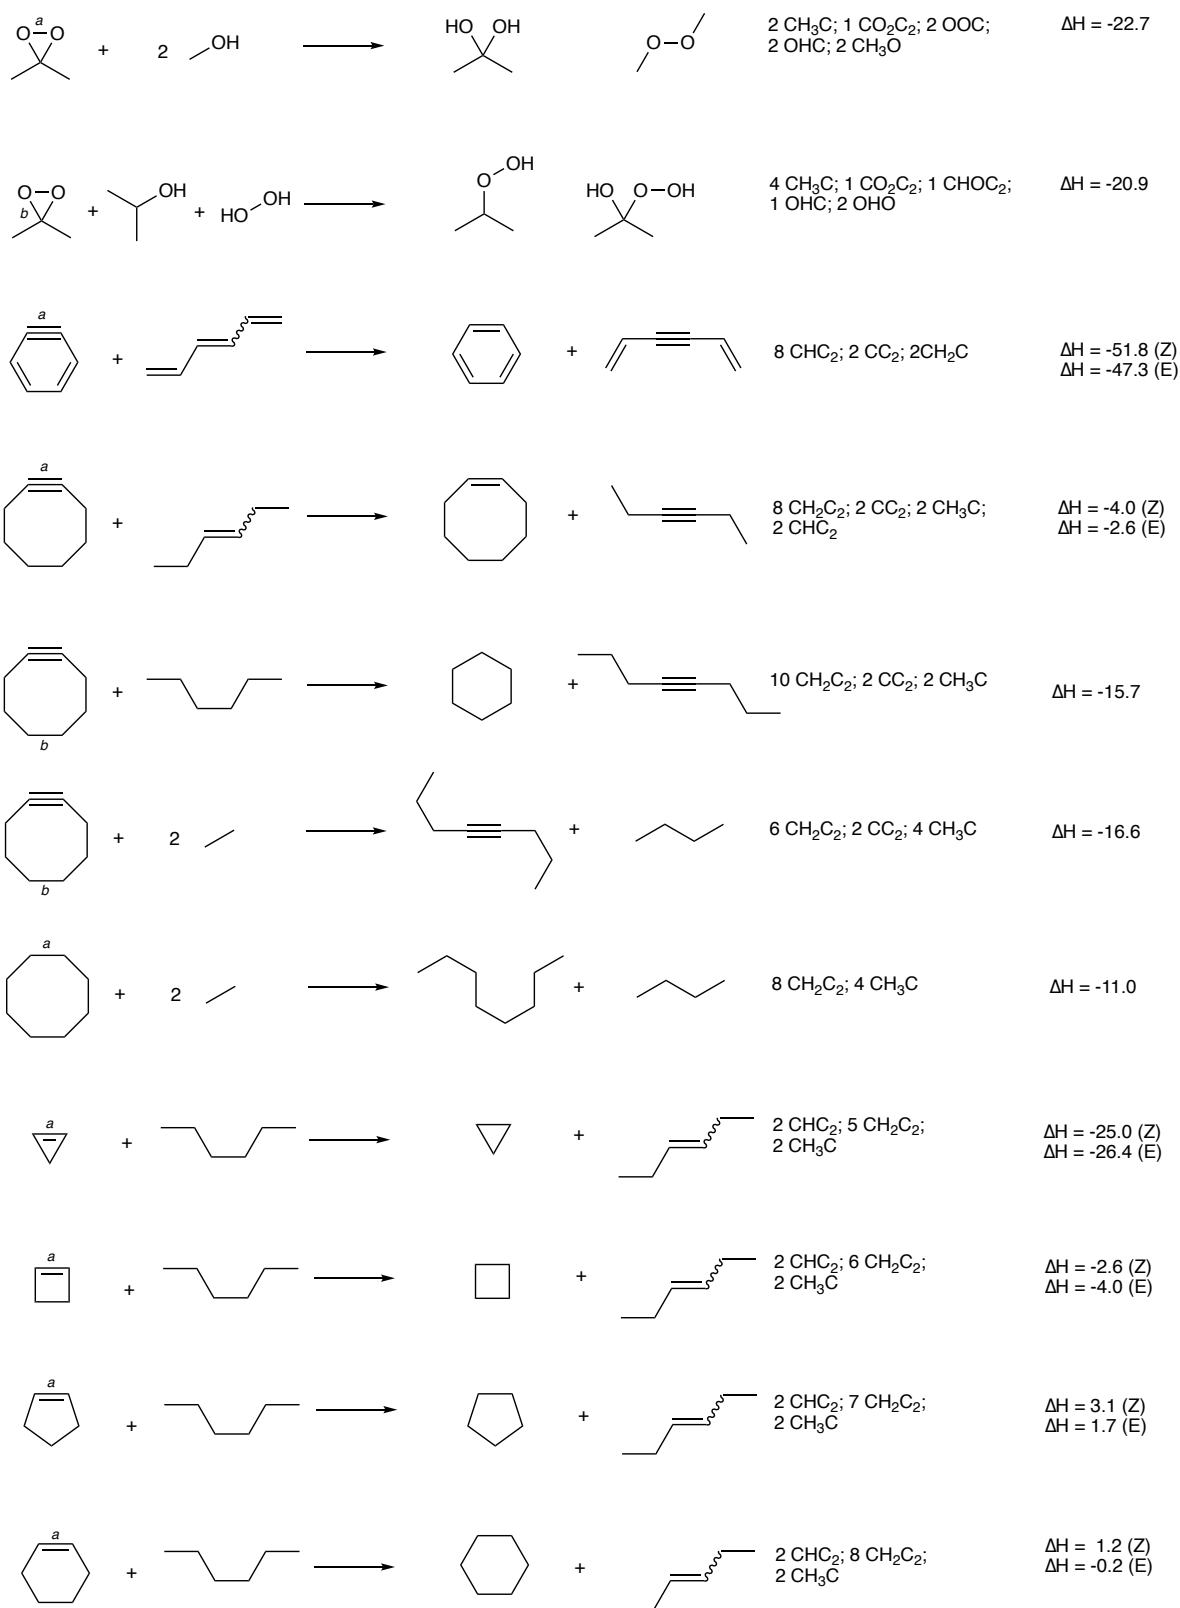 a
O–O
+ 2 OH
HO OH
O–O
2 CH₃C; 1 CO₂C₂; 2 OOC;
2 OHC; 2 CH₃O
ΔH = -22.7
O–O
b
+ OH + HO OH
O OH
HO O–OH
4 CH₃C; 1 CO₂C₂; 1 CHOC₂;
1 OHC; 2 OHO
ΔH = -20.9
a
+ +
8 CHC₂; 2 CC₂; 2CH₂C
ΔH = -51.8 (Z)
ΔH = -47.3 (E)
a
+ +
8 CH₂C₂; 2 CC₂; 2 CH₃C;
2 CHC₂
ΔH = -4.0 (Z)
ΔH = -2.6 (E)
+ +
b
10 CH₂C₂; 2 CC₂; 2 CH₃C
ΔH = -15.7
+ 2 +
b
6 CH₂C₂; 2 CC₂; 4 CH₃C
ΔH = -16.6
a
+ 2 +
8 CH₂C₂; 4 CH₃C
ΔH = -11.0
a
+ +
2 CHC₂; 5 CH₂C₂;
2 CH₃C
ΔH = -25.0 (Z)
ΔH = -26.4 (E)
a
+ +
2 CHC₂; 6 CH₂C₂;
2 CH₃C
ΔH = -2.6 (Z)
ΔH = -4.0 (E)
a
+ +
2 CHC₂; 7 CH₂C₂;
2 CH₃C
ΔH = 3.1 (Z)
ΔH = 1.7 (E)
a
+ +
2 CHC₂; 8 CH₂C₂;
2 CH₃C
ΔH = 1.2 (Z)
ΔH = -0.2 (E)